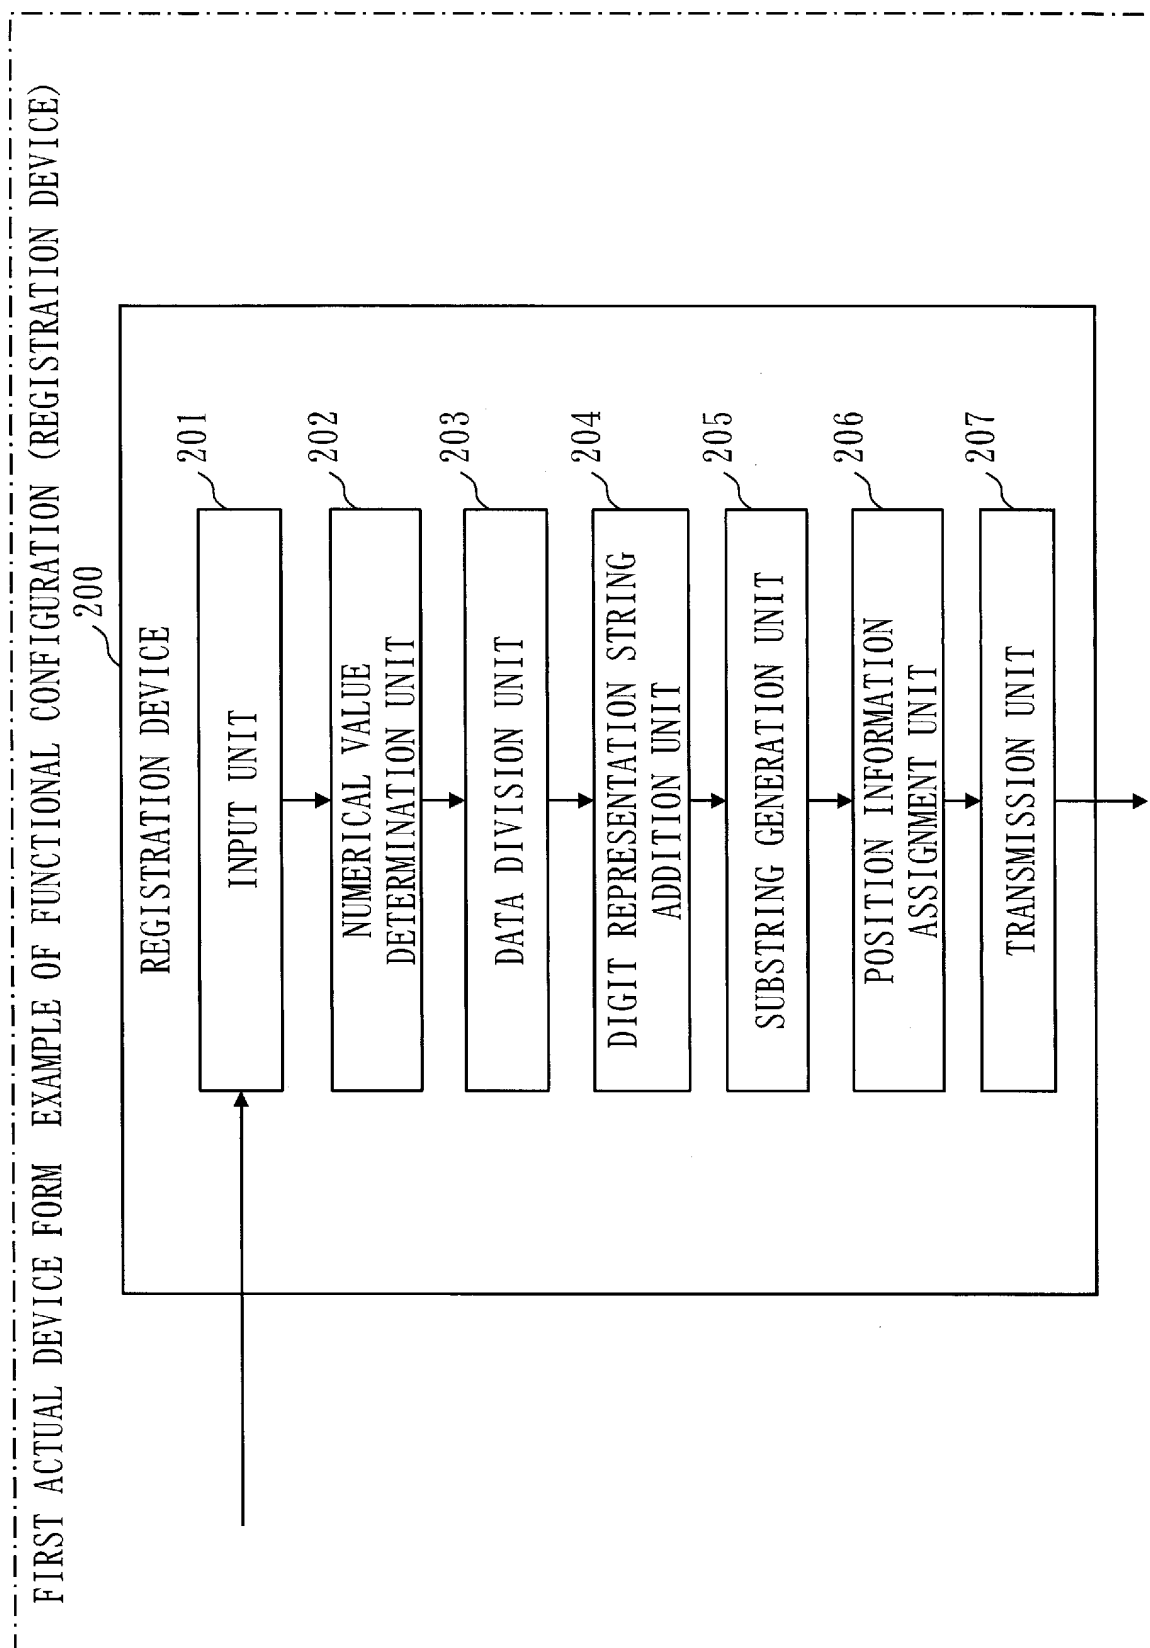 FIRST ACTUAL DEVICE FORM EXAMPLE OF FUNCTIONAL CONFIGURATION (REGISTRATION DEVICE)
200
REGISTRATION DEVICE
201
INPUT UNIT
202
NUMERICAL VALUE
DETERMINATION UNIT
203
DATA DIVISION UNIT
204
DIGIT REPRESENTATION STRING
ADDITION UNIT
205
SUBSTRING GENERATION UNIT
206
POSITION INFORMATION
ASSIGNMENT UNIT
207
TRANSMISSION UNIT